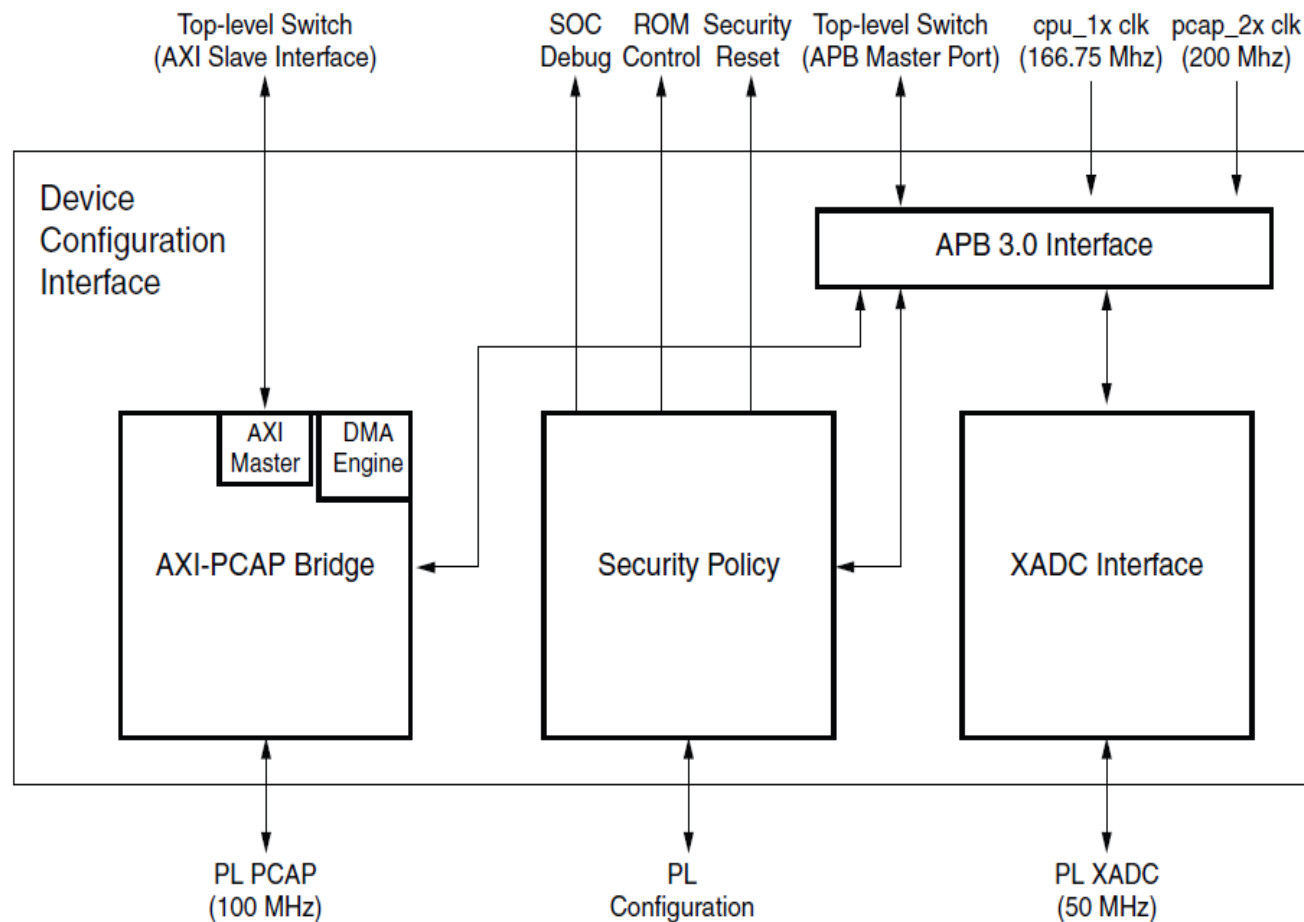 Top-level Switch
(AXI Slave Interface)
SOC
Debug
ROM
Control
Security
Reset
Top-level Switch
(APB Master Port)
cpu_1x clk
(166.75 Mhz)
pcap_2x clk
(200 Mhz)
Device
Configuration
Interface
APB 3.0 Interface
AXI
Master
DMA
Engine
AXI-PCAP Bridge
Security Policy
XADC Interface
PL PCAP
(100 MHz)
PL
Configuration
PL XADC
(50 MHz)